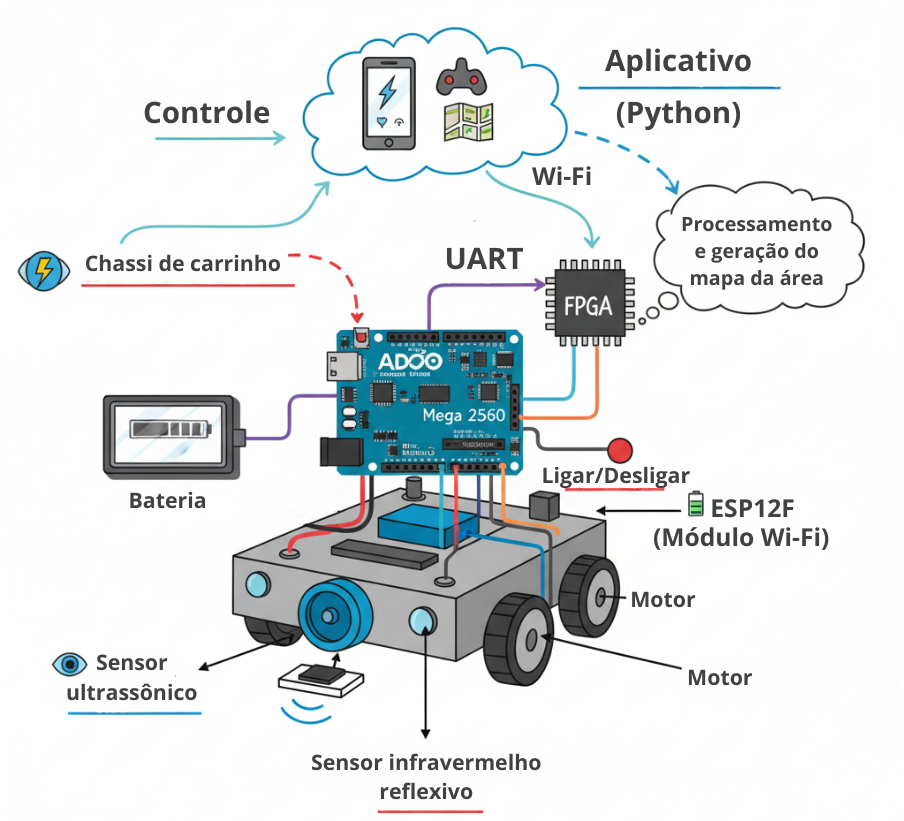 Aplicativo
(Python)
Controle
Wi-Fi
Processamento
e geração do
mapa da área
Chassi de carrinho
UART
FPGA
ADOO
Mega 2560
Bateria
Ligar/Desligar
ESP12F
(Módulo Wi-Fi)
Motor
Sensor
ultrassônico
Motor
Sensor infravermelho
reflexivo